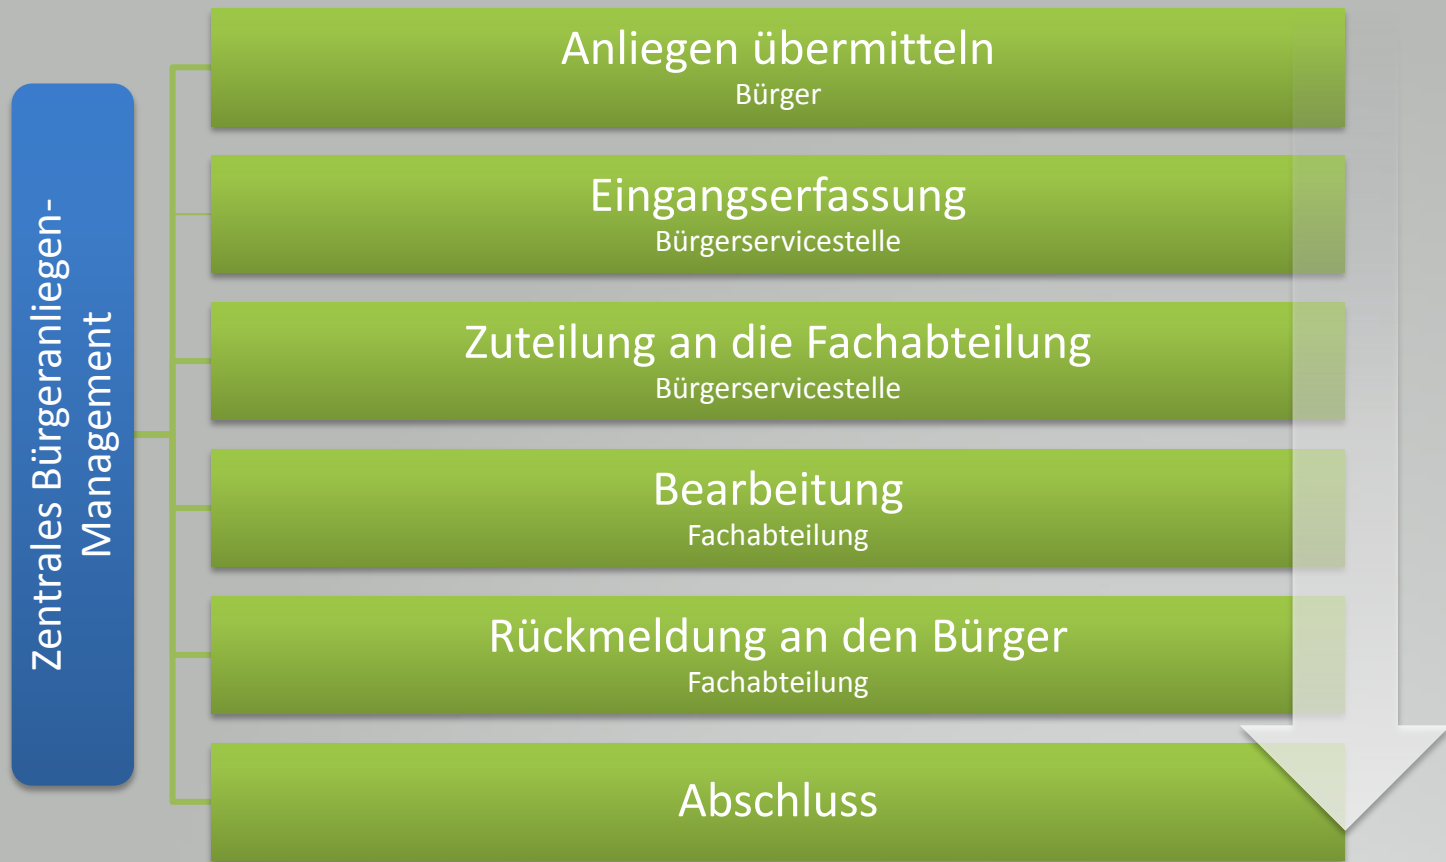 Zentrales Bürgeranliegen-
Management
Anliegen übermitteln
Bürger
Eingangserfassung
Bürgerservicestelle
Zuteilung an die Fachabteilung
Bürgerservicestelle
Bearbeitung
Fachabteilung
Rückmeldung an den Bürger
Fachabteilung
Abschluss